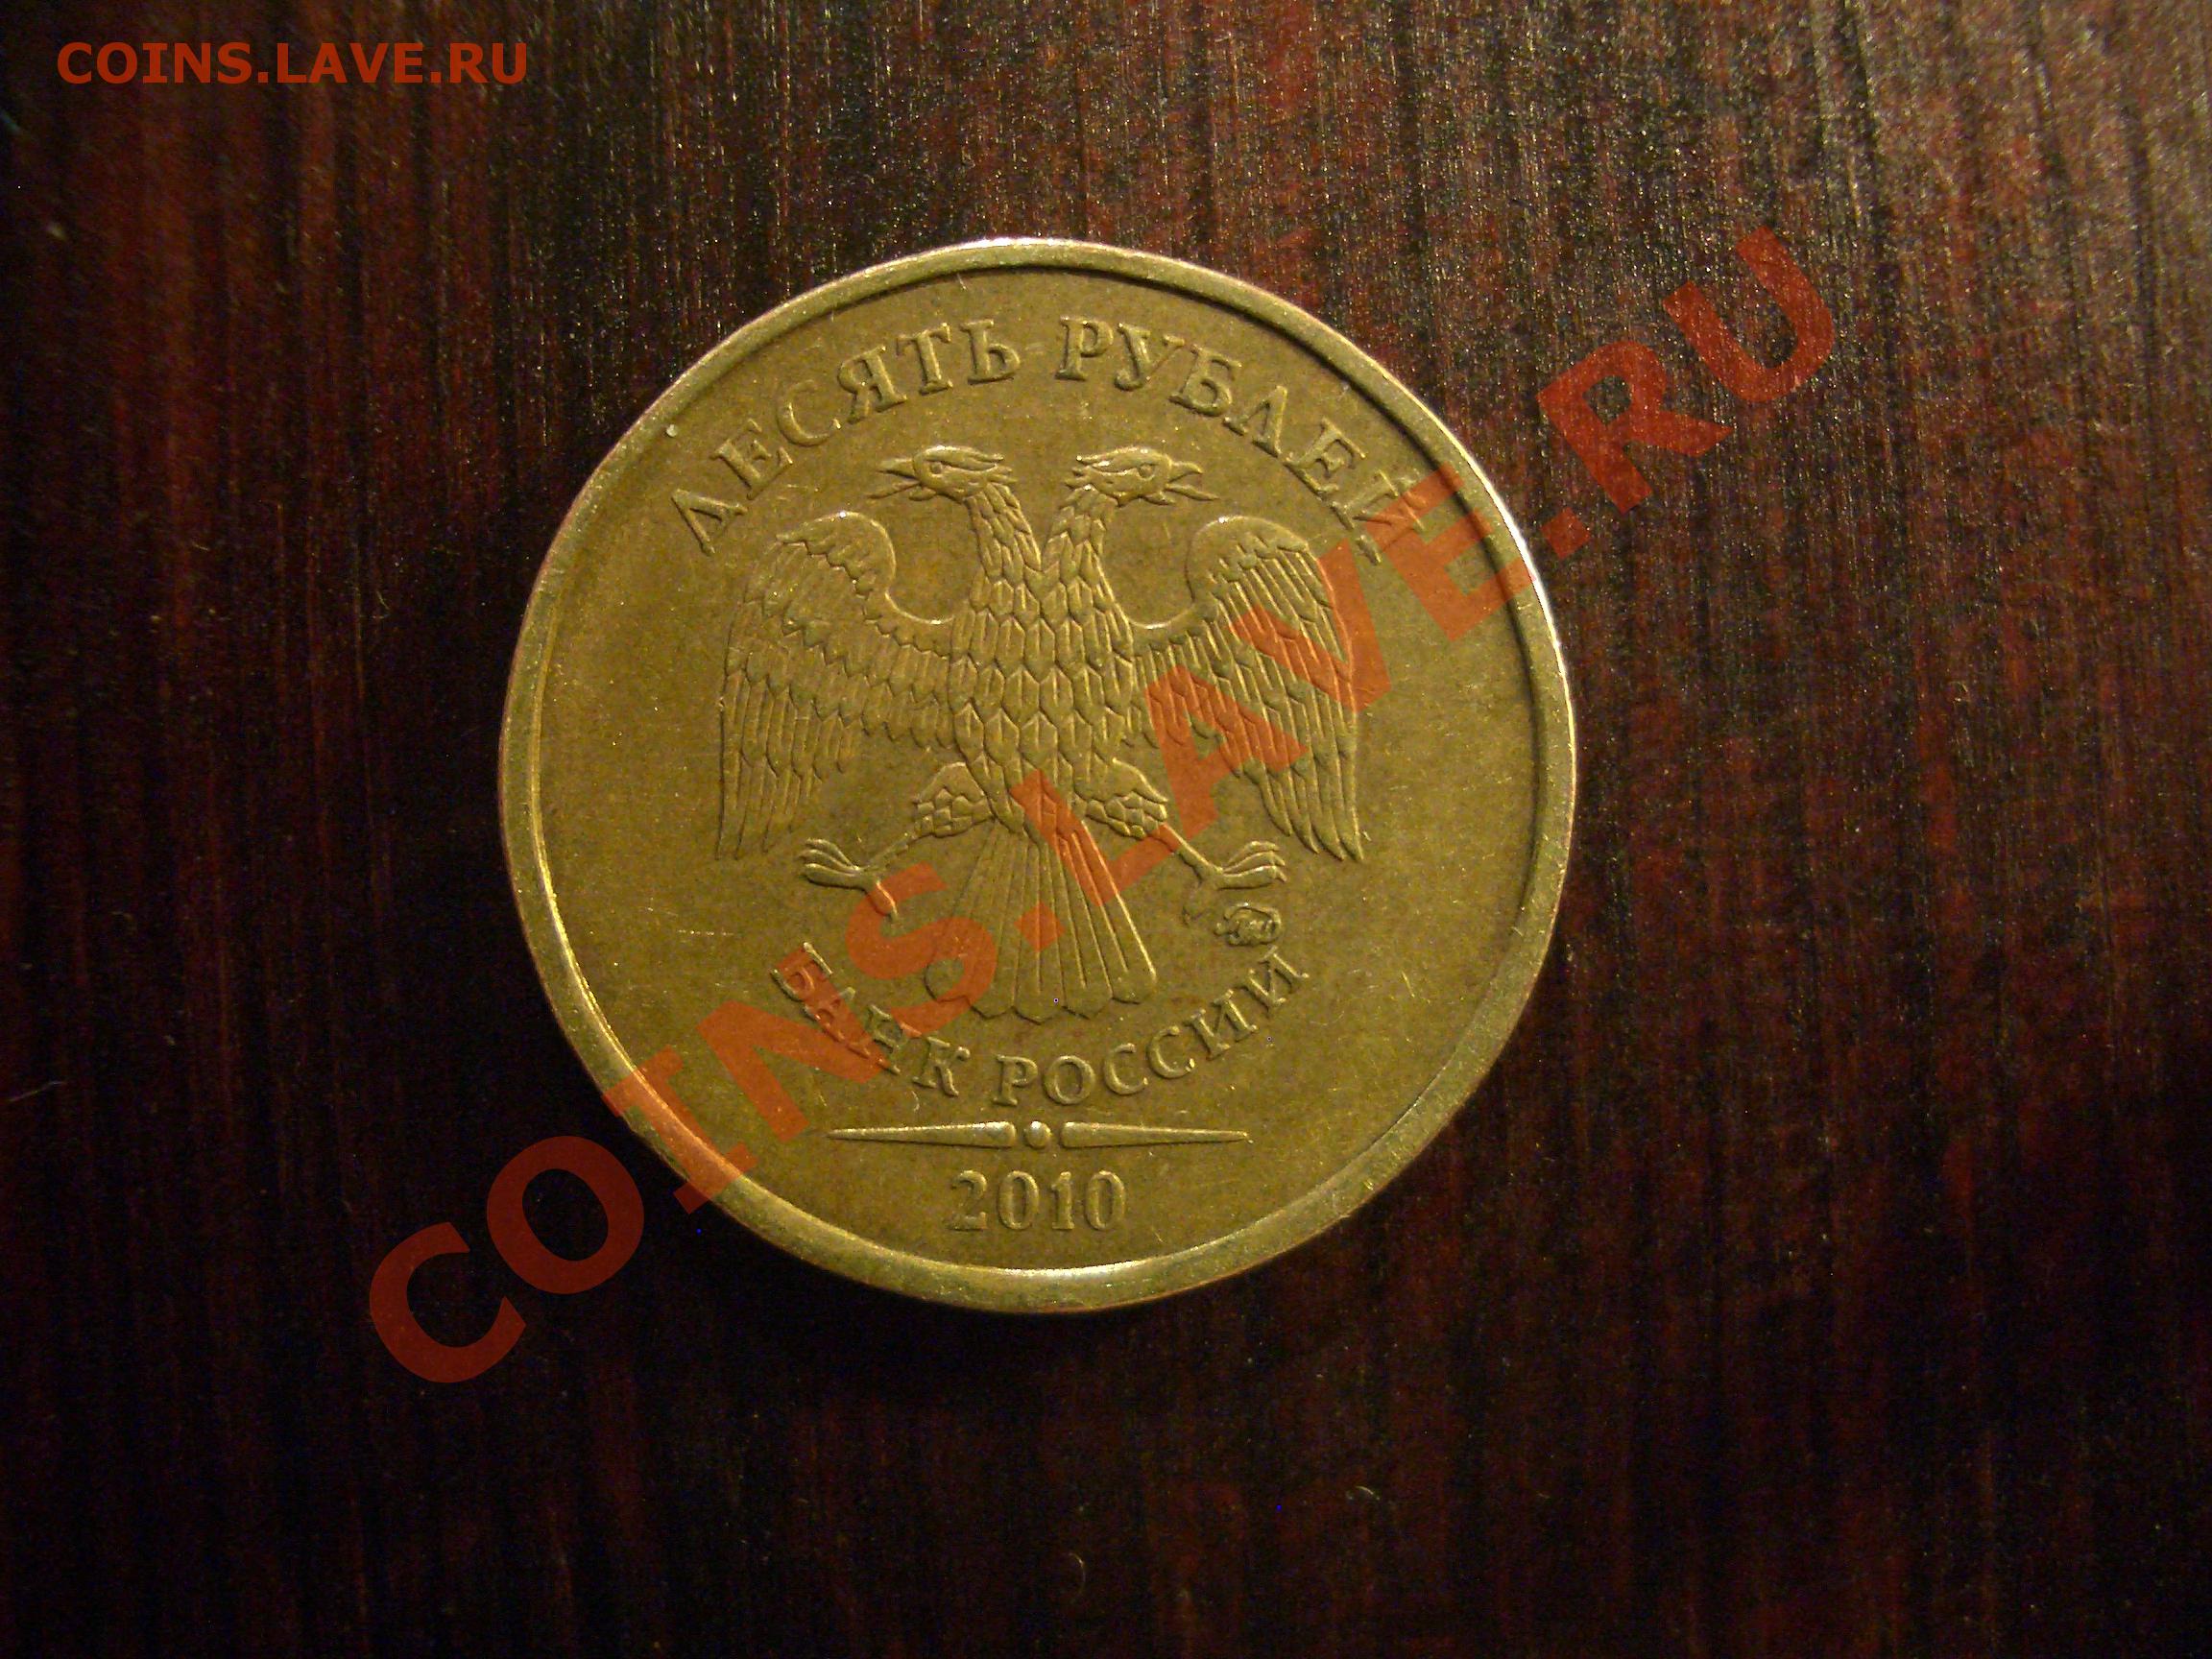 COINS.LAVE.RU
ДЕСЯТЬ РУБЛЕЙ
COINS.LAVE.RU
БАНК РОССИИ
2010